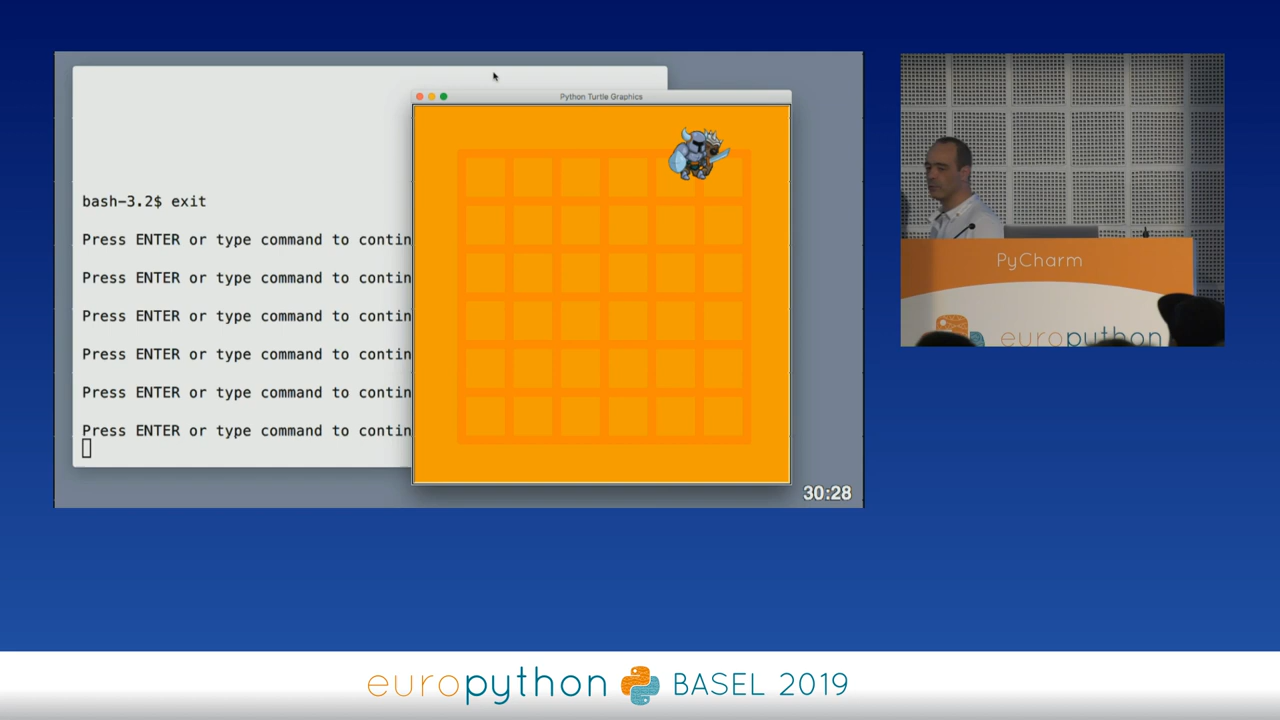 Python Turtle Graphics
bash-3.2$ exit
Press ENTER or type command to contin
Press ENTER or type command to contin
Press ENTER or type command to contin
Press ENTER or type command to contin
Press ENTER or type command to contin
Press ENTER or type command to contin
30:28
PyCharm
europython
europython BASEL 2019